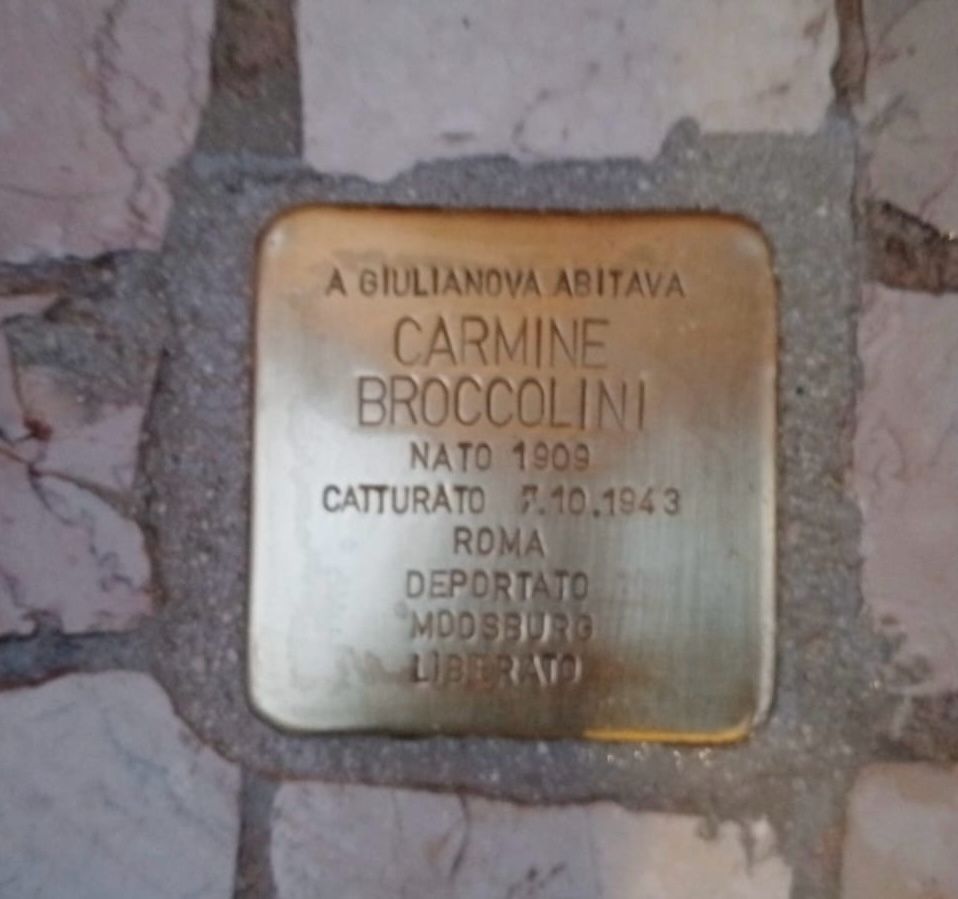 A GIULIANOVA ABITAVA
CARMINE
BROCCOLINI
NATO 1909
CATTURATO 7.10.1943
ROMA
DEPORTATO
MOOSBURG
LIBERATO